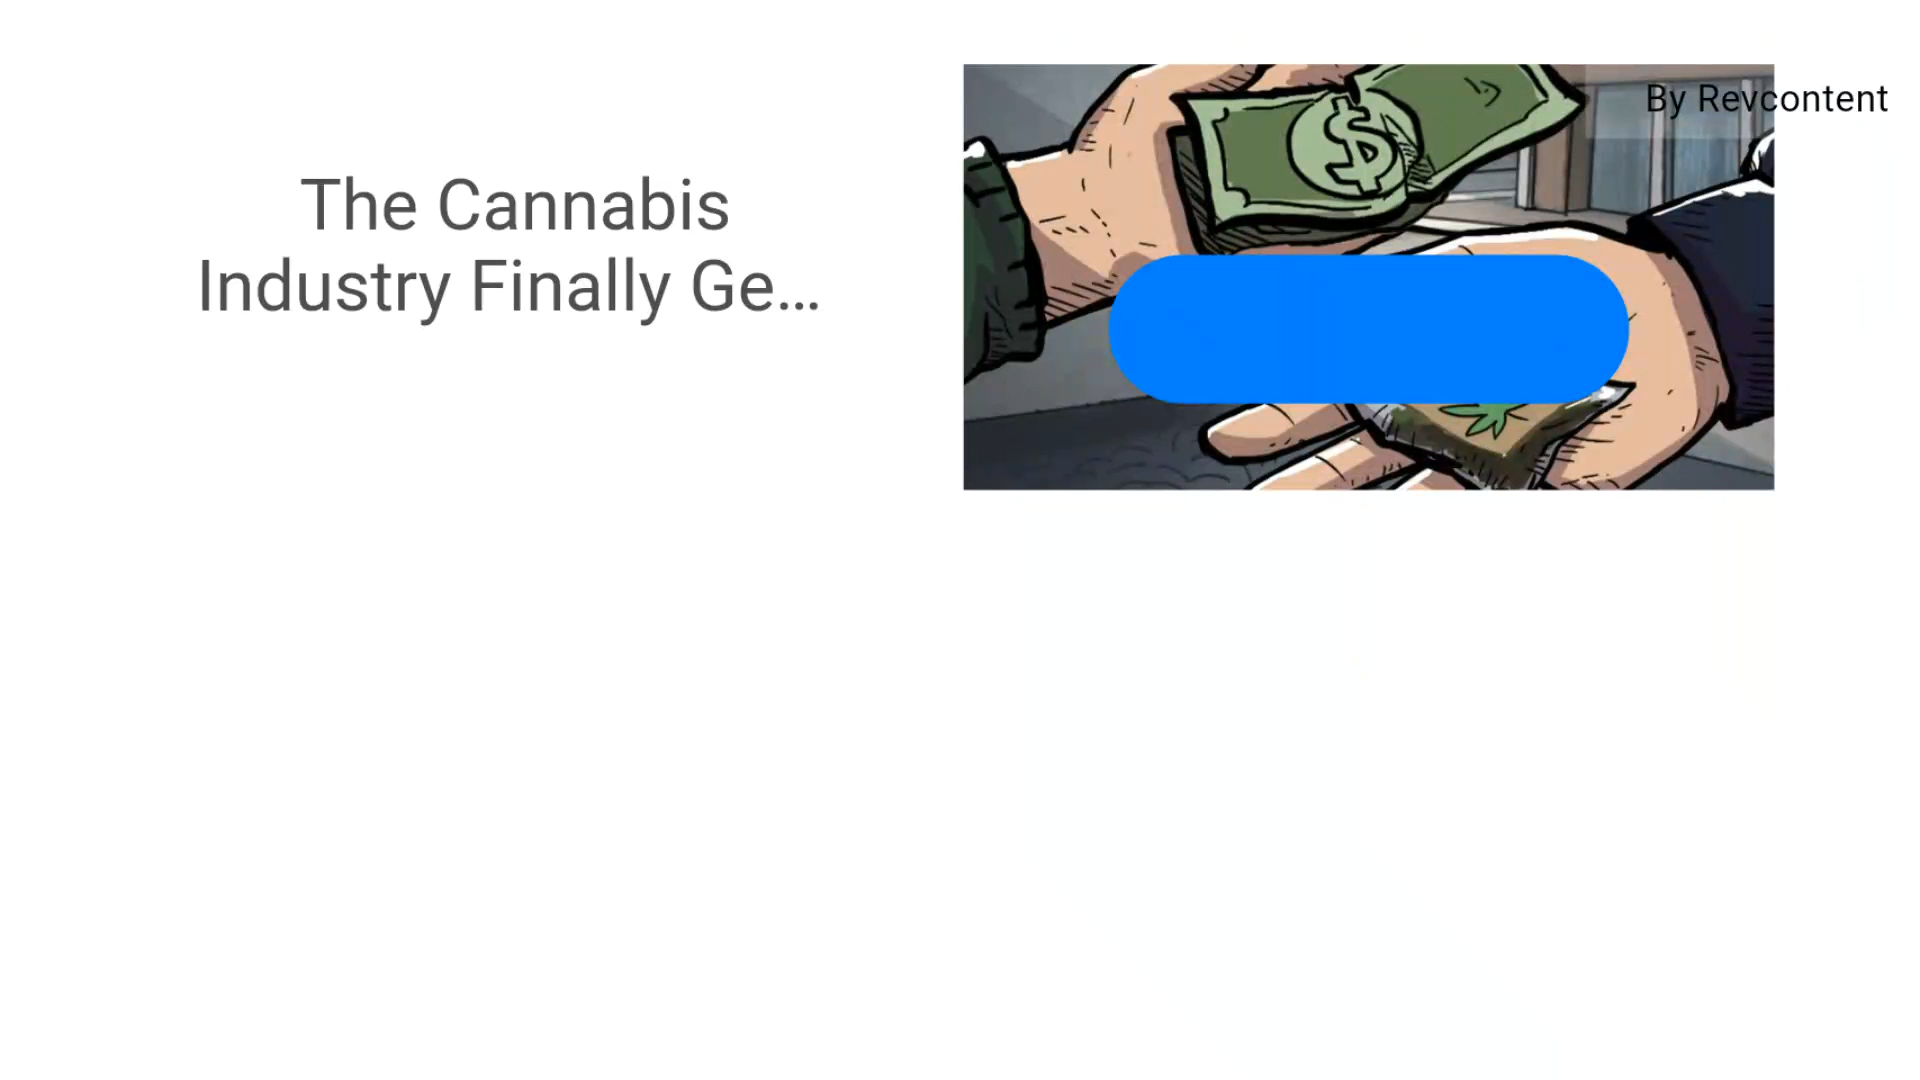 The Cannabis
Industry Finally Ge…
By Revcontent
$